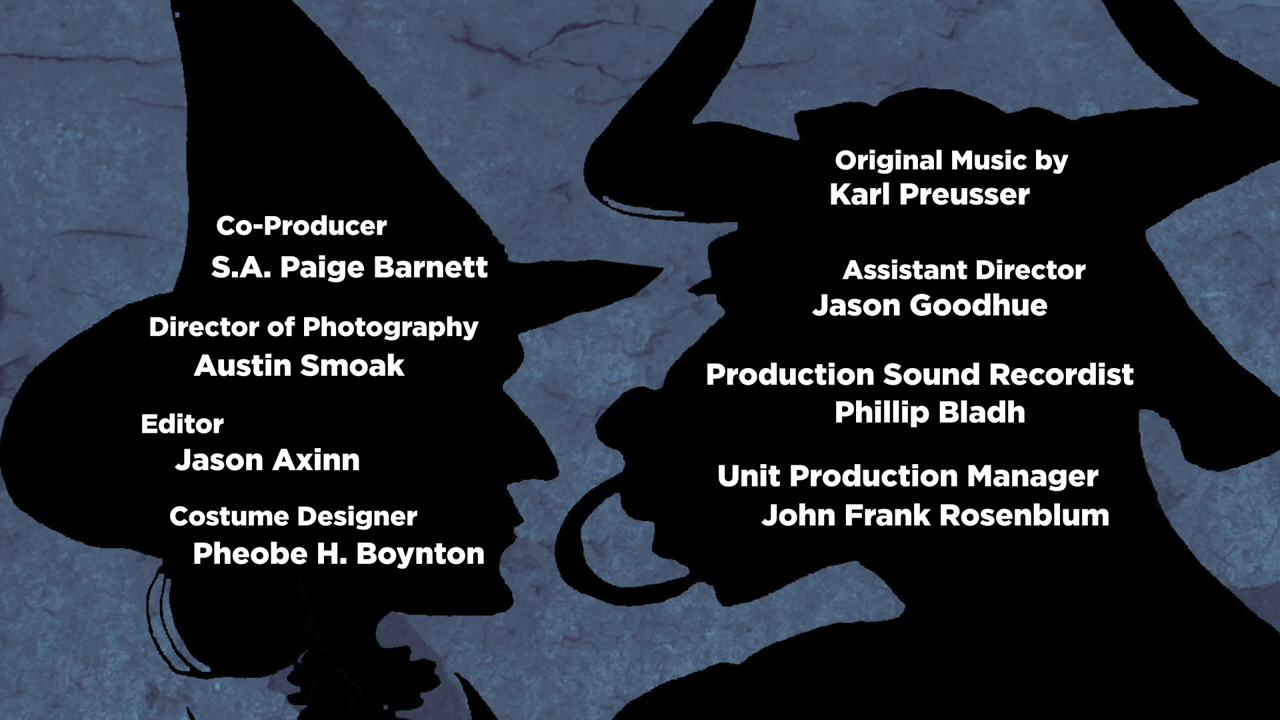 Co-Producer
S.A. Paige Barnett
Director of Photography
Austin Smoak
Editor
Jason Axinn
Costume Designer
Pheobe H. Boynton
Original Music by
Karl Preusser
Assistant Director
Jason Goodhue
Production Sound Recordist
Phillip Bladh
Unit Production Manager
John Frank Rosenblum